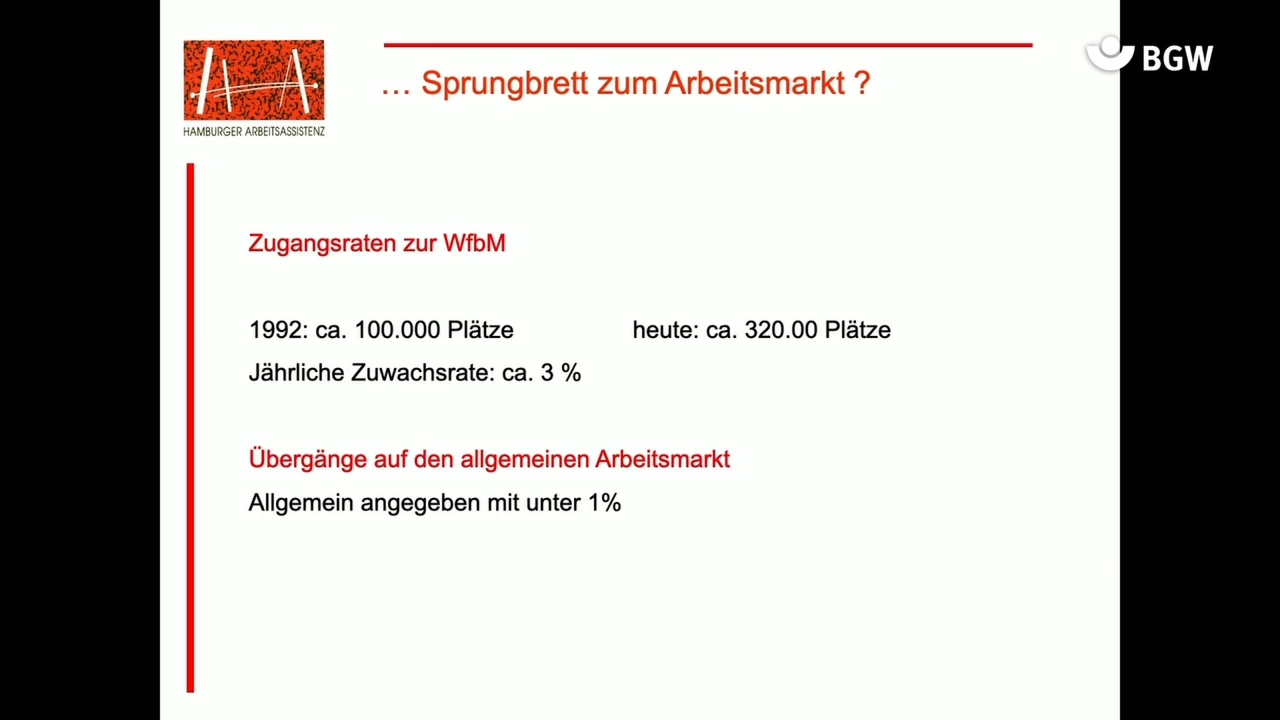 … Sprungbrett zum Arbeitsmarkt ?
BGW
HAMBURGER ARBEITSASSISTENZ
Zugangsraten zur WfbM
1992: ca. 100.000 Plätze heute: ca. 320.00 Plätze
Jährliche Zuwachsrate: ca. 3 %
Übergänge auf den allgemeinen Arbeitsmarkt
Allgemein angegeben mit unter 1%